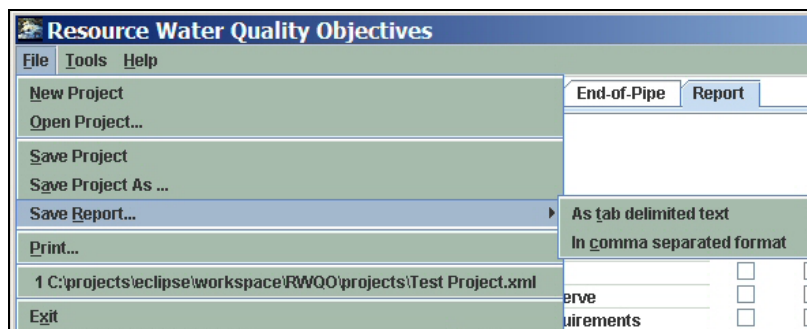 Resource Water Quality Objectives
File Tools Help
New Project
Open Project...
Save Project
Save Project As ...
Save Report...
Print...
1 C:\projects\eclipse\workspace\RWQO\projects\Test Project.xml
Exit
End-of-Pipe Report
As tab delimited text
In comma separated format
erve
uirements